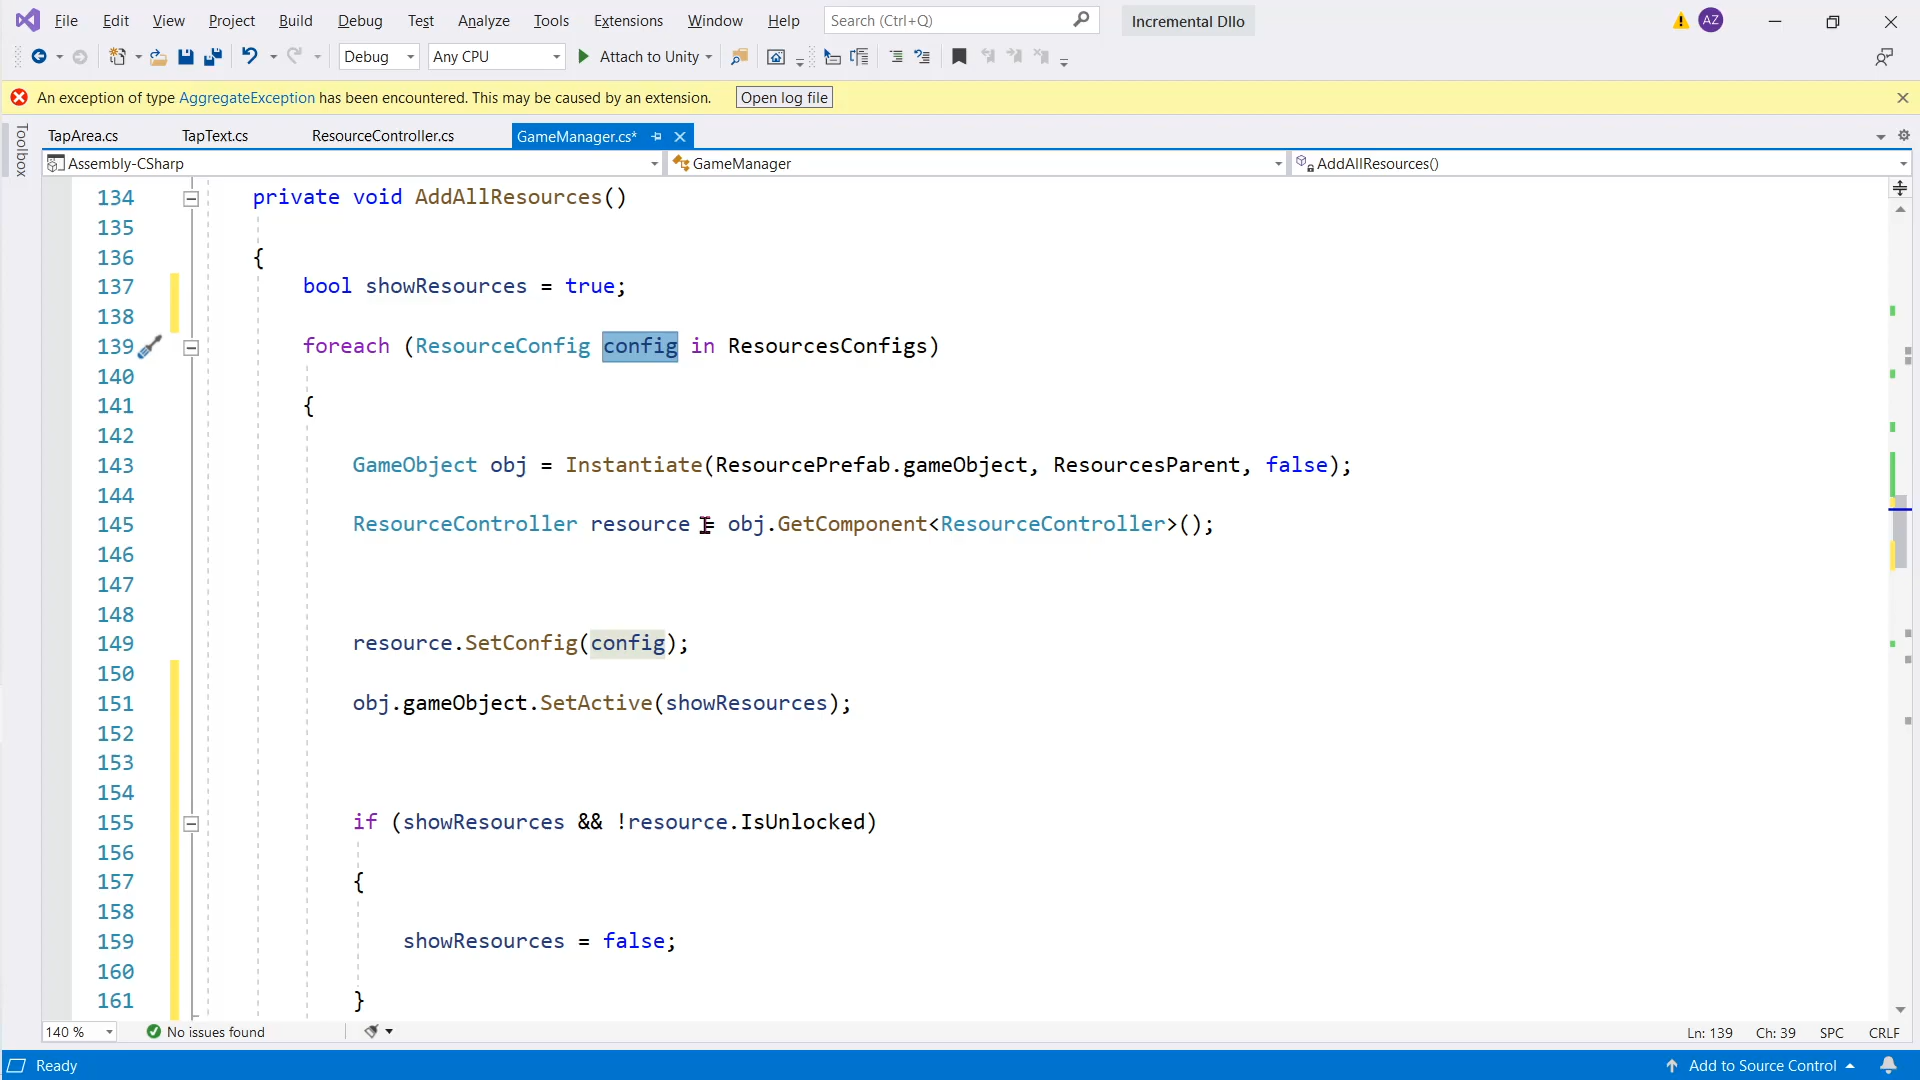 File Edit View Project Build Debug Test Analyze Tools Extensions Window Help Search (Ctrl+Q) Incremental Dllo AZ
Debug Any CPU Attach to Unity
An exception of type AggregateException has been encountered. This may be caused by an extension. Open log file
Toolbox
TapArea.cs TapText.cs ResourceController.cs GameManager.cs*
Assembly-CSharp GameManager AddAllResources()
134 private void AddAllResources()
135
136 {
137 bool showResources = true;
138
139 foreach (ResourceConfig config in ResourcesConfigs)
140
141 {
142
143 GameObject obj = Instantiate(ResourcePrefab.gameObject, ResourcesParent, false);
144
145 ResourceController resource = obj.GetComponent<ResourceController>();
146
147
148
149 resource.SetConfig(config);
150
151 obj.gameObject.SetActive(showResources);
152
153
154
155 if (showResources && !resource.IsUnlocked)
156
157 {
158
159 showResources = false;
160
161 }
140 % No issues found Ln: 139 Ch: 39 SPC CRLF
Ready Add to Source Control